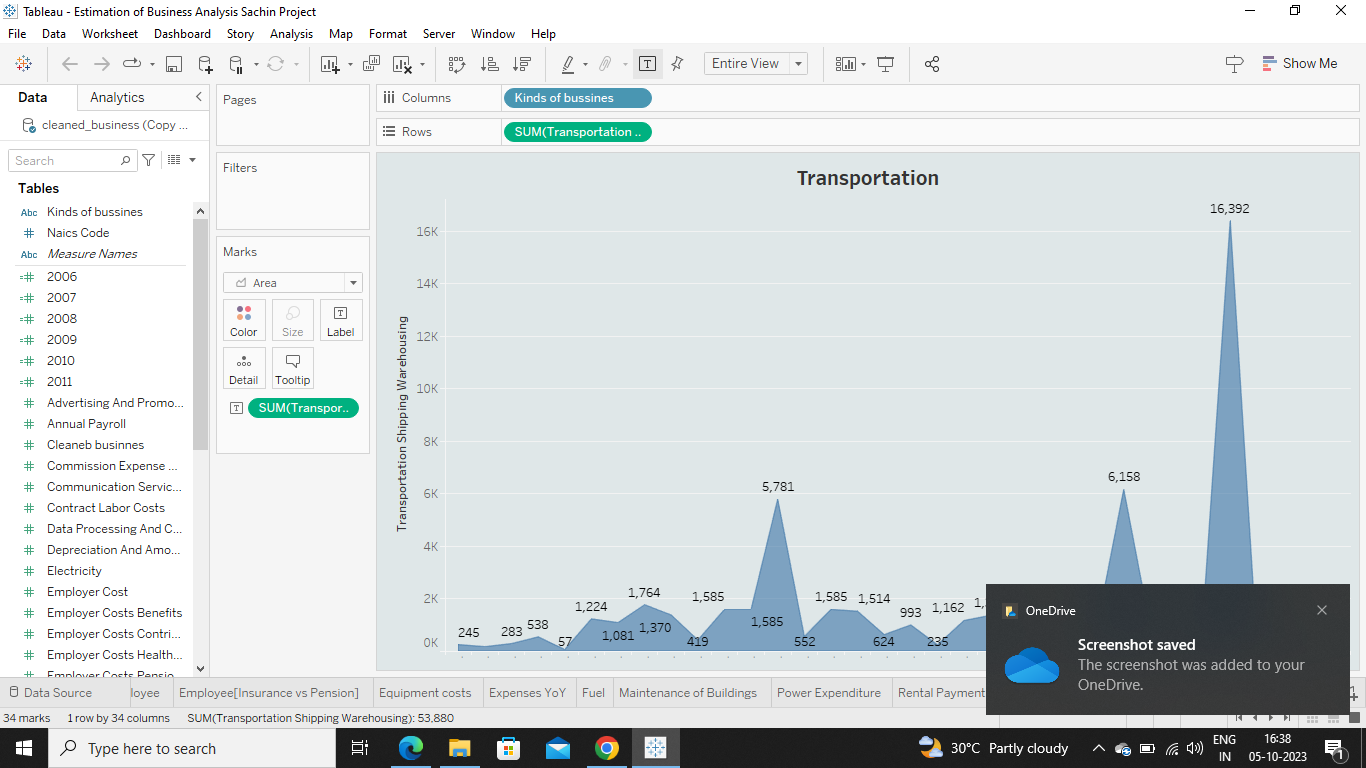 Tableau - Estimation of Business Analysis Sachin Project
File Data Worksheet Dashboard Story Analysis Map Format Server Window Help
Entire View
Show Me
Data Analytics
cleaned_business (Copy ...
Search
Tables
Abc Kinds of bussines
# Naics Code
Abc Measure Names
=# 2006
=# 2007
=# 2008
=# 2009
=# 2010
=# 2011
# Advertising And Promo...
# Annual Payroll
# Cleaneb businnes
# Commission Expense ...
# Communication Servic...
# Contract Labor Costs
# Data Processing And C...
# Depreciation And Amo...
# Electricity
# Employer Cost
# Employer Costs Benefits
# Employer Costs Contri...
# Employer Costs Health...
# Employer Costs Pensio...
Pages
Filters
Marks
Area
Color Size Label
Detail Tooltip
SUM(Transpor..
Columns Kinds of bussines
Rows SUM(Transportation ..
Transportation
Transportation Shipping Warehousing
16K
14K
12K
10K
8K
6K
4K
2K
0K
245
283
538
57
1,224
1,081
1,764
1,370
419
1,585
1,585
5,781
552
1,585
1,514
624
993
235
1,162
6,158
16,392
OneDrive
Screenshot saved
The screenshot was added to your
OneDrive.
Data Source loyee Employee[Insurance vs Pension] Equipment costs Expenses YoY Fuel Maintenance of Buildings Power Expenditure Rental Payment
34 marks 1 row by 34 columns SUM(Transportation Shipping Warehousing): 53,880
Type here to search
30°C Partly cloudy
ENG
IN
16:38
05-10-2023
1